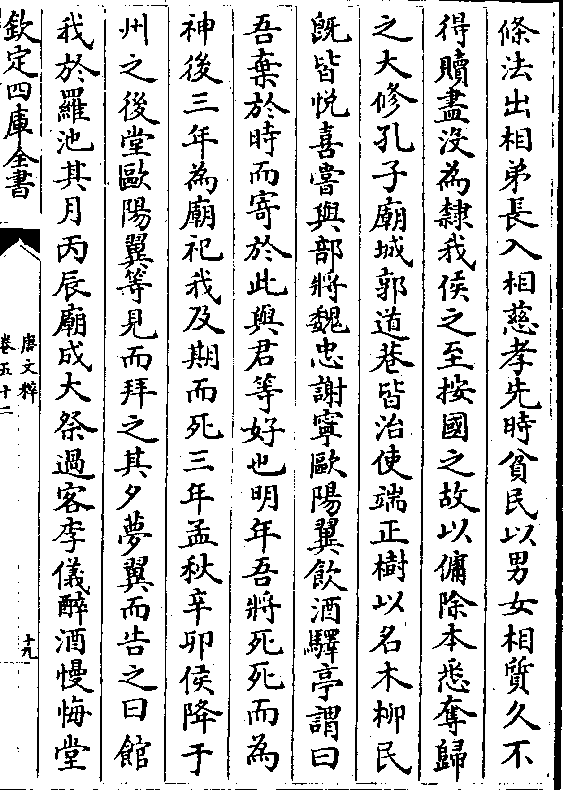 條法出相弟長入相慈孝先時貧民以男女相質久不
得贖盡没為隸我侯之至按國之故以傭除本悉奪歸
之大修孔子廟城郭道巷皆治使端正樹以名木柳民
旣皆悦喜嘗與部將魏忠謝寧歐陽翼飲酒驛亭謂曰
吾棄於時而寄於此與君等好也明年吾將死死而為
神後三年為廟祀我及期而死三年孟秋辛卯侯降于
州之後堂歐陽翼等見而拜之其夕夢翼而告之曰館
我於羅池其月丙辰廟成大祭過客李儀醉酒慢侮堂
欽定四庫全書
唐文粹
卷五十二
十九